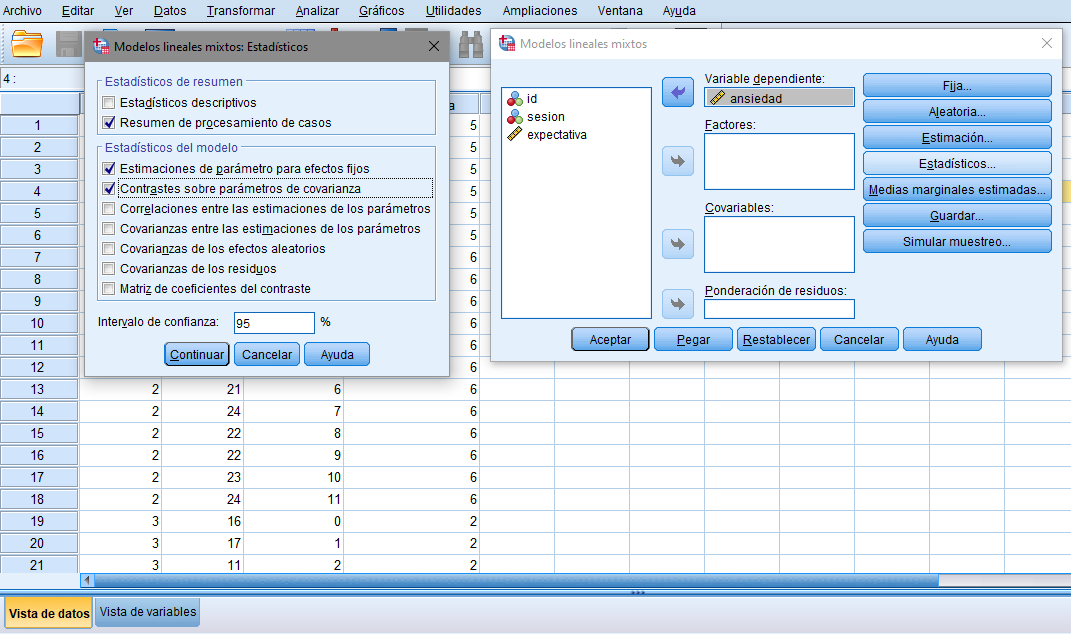 Archivo Editar Ver Datos Transformar Analizar Gráficos Utilidades Ampliaciones Ventana Ayuda
4 :
Modelos lineales mixtos: Estadísticos
Estadísticos de resumen
Estadísticos descriptivos
Resumen de procesamiento de casos
Estadísticos del modelo
Estimaciones de parámetro para efectos fijos
Contrastes sobre parámetros de covarianza
Correlaciones entre las estimaciones de los parámetros
Covarianzas entre las estimaciones de los parámetros
Covarianzas de los efectos aleatorios
Covarianzas de los residuos
Matriz de coeficientes del contraste
Intervalo de confianza: 95 %
Continuar Cancelar Ayuda
Modelos lineales mixtos
id
sesion
expectativa
Variable dependiente:
ansiedad
Factores:
Covariables:
Ponderación de residuos:
Fija...
Aleatoria...
Estimación...
Estadísticos...
Medias marginales estimadas...
Guardar...
Simular muestreo...
Aceptar Pegar Restablecer Cancelar Ayuda
a
1 5
2 5
3 5
4 5
5 5
6 5
7 6
8 6
9 6
10 6
11 6
12 6
13 2 21 6 6
14 2 24 7 6
15 2 22 8 6
16 2 22 9 6
17 2 23 10 6
18 2 24 11 6
19 3 16 0 2
20 3 17 1 2
21 3 11 2 2
Vista de datos Vista de variables